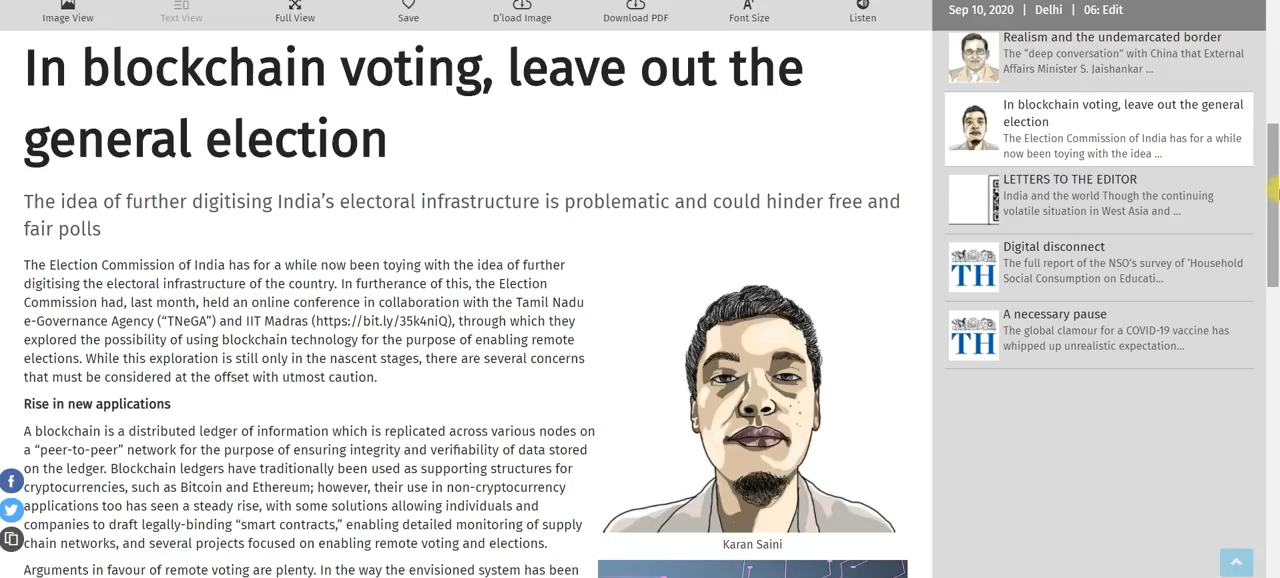 Image View
Text View
Full View
Save
D'load Image
Download PDF
Font Size
Listen
In blockchain voting, leave out the
general election
The idea of further digitising India's electoral infrastructure is problematic and could hinder free and
fair polls
The Election Commission of India has for a while now been toying with the idea of further
digitising the electoral infrastructure of the country. In furtherance of this, the Election
Commission had, last month, held an online conference in collaboration with the Tamil Nadu
e-Governance Agency (“TNeGA”) and IIT Madras (https://bit.ly/35k4niQ), through which they
explored the possibility of using blockchain technology for the purpose of enabling remote
elections. While this exploration is still only in the nascent stages, there are several concerns
that must be considered at the offset with utmost caution.
Rise in new applications
A blockchain is a distributed ledger of information which is replicated across various nodes on
a “peer-to-peer” network for the purpose of ensuring integrity and verifiability of data stored
on the ledger. Blockchain ledgers have traditionally been used as supporting structures for
cryptocurrencies, such as Bitcoin and Ethereum; however, their use in non-cryptocurrency
applications too has seen a steady rise, with some solutions allowing individuals and
companies to draft legally-binding “smart contracts,” enabling detailed monitoring of supply
chain networks, and several projects focused on enabling remote voting and elections.
Arguments in favour of remote voting are plenty. In the way the envisioned system has been
Karan Saini
Sep 10, 2020 | Delhi | 06: Edit
Realism and the undemarcated border
The “deep conversation” with China that External
Affairs Minister S. Jaishankar ...
In blockchain voting, leave out the general
election
The Election Commission of India has for a while
now been toying with the idea ...
LETTERS TO THE EDITOR
India and the world Though the continuing
volatile situation in West Asia and ...
Digital disconnect
The full report of the NSO's survey of ‘Household
Social Consumption on Educati...
TH
A necessary pause
The global clamour for a COVID-19 vaccine has
whipped up unrealistic expectation...
TH